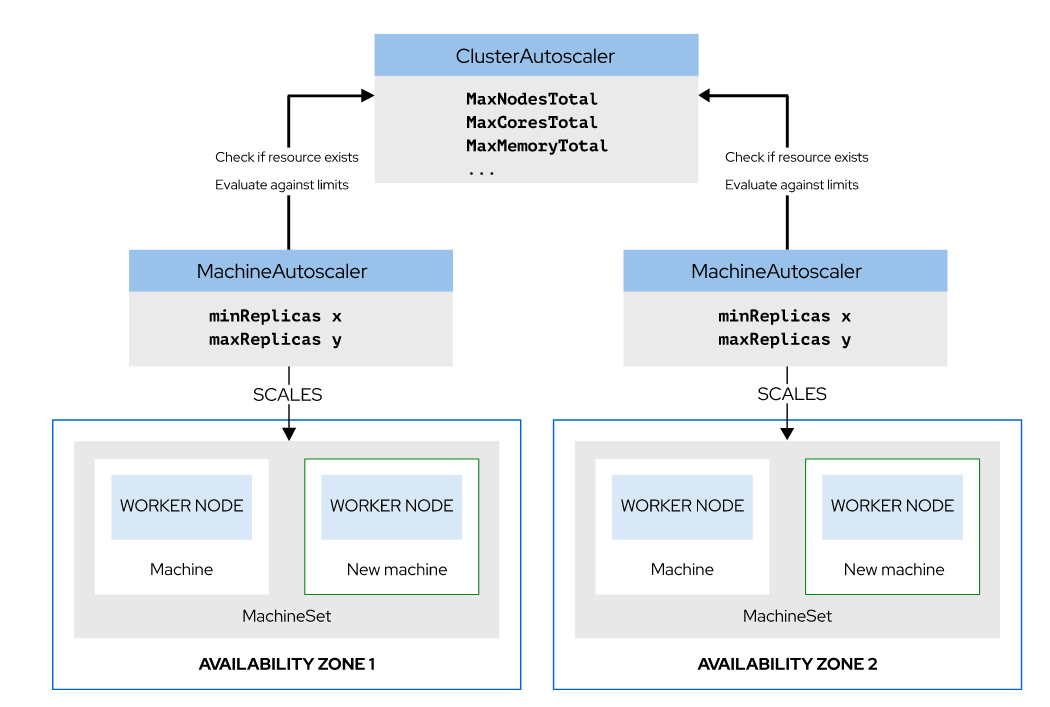 ClusterAutoscaler
MaxNodesTotal
MaxCoresTotal
MaxMemoryTotal
...
Check if resource exists
Evaluate against limits
Check if resource exists
Evaluate against limits
MachineAutoscaler
minReplicas x
maxReplicas y
MachineAutoscaler
minReplicas x
maxReplicas y
SCALES
SCALES
WORKER NODE
Machine
WORKER NODE
New machine
MachineSet
AVAILABILITY ZONE 1
WORKER NODE
Machine
WORKER NODE
New machine
MachineSet
AVAILABILITY ZONE 2